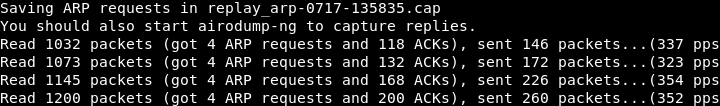 Saving ARP requests in replay_arp-0717-135835.cap
You should also start airodump-ng to capture replies.
Read 1032 packets (got 4 ARP requests and 118 ACKs), sent 146 packets...(337 pps
Read 1073 packets (got 4 ARP requests and 132 ACKs), sent 172 packets...(323 pps
Read 1145 packets (got 4 ARP requests and 168 ACKs), sent 226 packets...(354 pps
Read 1200 packets (got 4 ARP requests and 200 ACKs), sent 260 packets...(352 pps